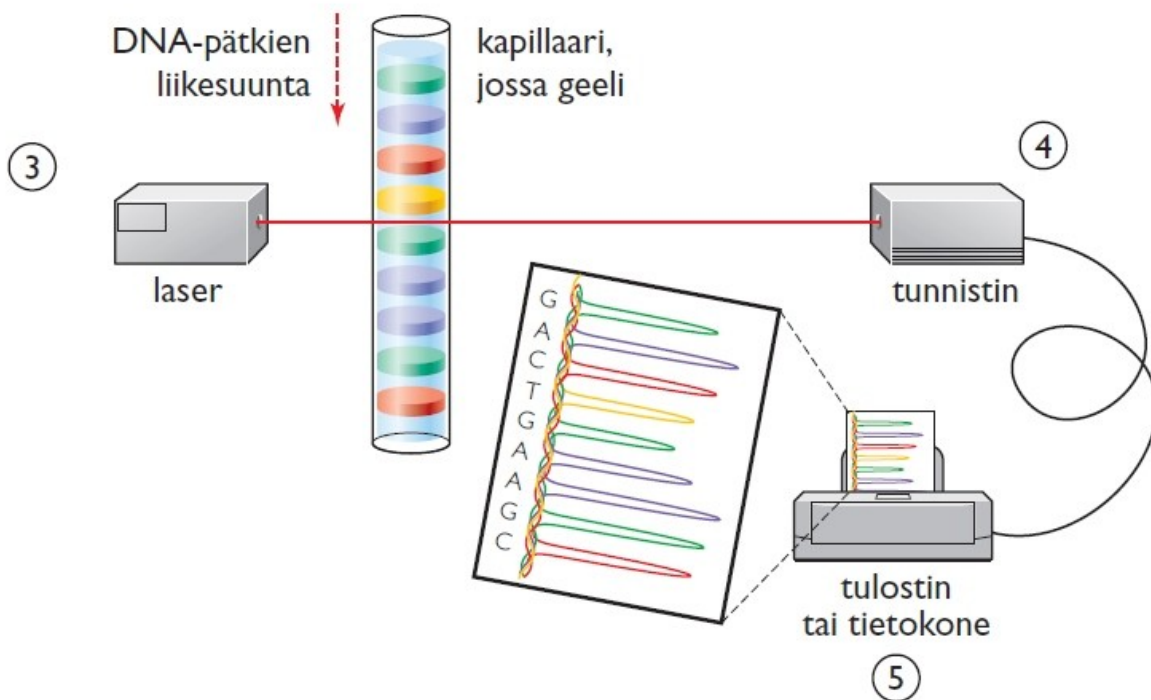 DNA-pätkien
liikesuunta
kapillaari,
jossa geeli
3
4
laser
tunnistin
G
A
C
T
G
A
A
G
C
tulostin
tai tietokone
5